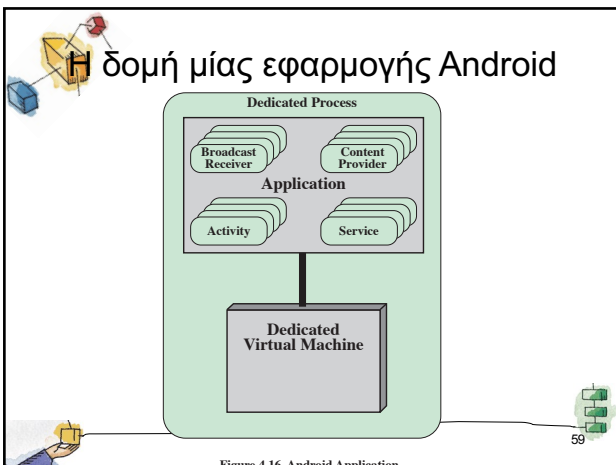 Η δομή μίας εφαρμογής Android
Dedicated Process
Broadcast
Receiver
Content
Provider
Application
Activity
Service
Dedicated
Virtual Machine
59
Figure 4.16 Android Application